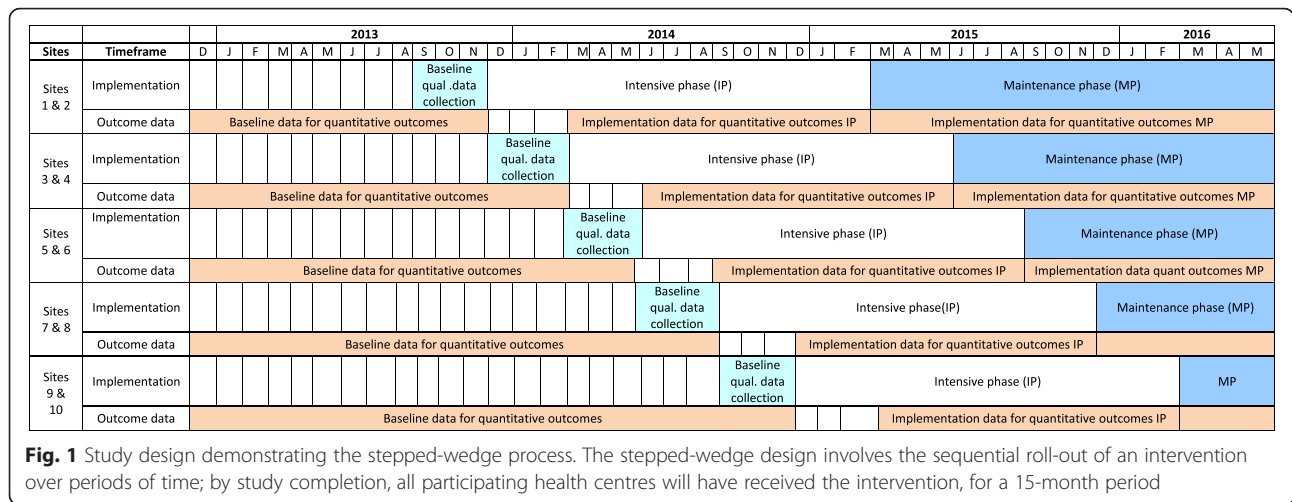 2013 2014 2015 2016
Sites Timeframe D J F M A M J J A S O N D J F M A M J J A S O N D J F M A M J J A S O N D J F M A M
Sites 1 & 2
Implementation
Baseline
qual .data
collection
Intensive phase (IP)
Maintenance phase (MP)
Outcome data
Baseline data for quantitative outcomes
Implementation data for quantitative outcomes IP
Implementation data for quantitative outcomes MP
Sites
3 & 4
Implementation
Baseline
qual. data
collection
Intensive phase (IP)
Maintenance phase (MP)
Outcome data
Baseline data for quantitative outcomes
Implementation data for quantitative outcomes IP
Implementation data for quantitative outcomes MP
Sites
5 & 6
Implementation
Baseline
qual. data
collection
Intensive phase (IP)
Maintenance phase (MP)
Outcome data
Baseline data for quantitative outcomes
Implementation data for quantitative outcomes IP
Implementation data quant outcomes MP
Sites
7 & 8
Implementation
Baseline
qual. data
collection
Intensive phase(IP)
Maintenance phase (MP)
Outcome data
Baseline data for quantitative outcomes
Implementation data for quantitative outcomes IP
Sites
9 &
10
Implementation
Baseline
qual. data
collection
Intensive phase (IP)
MP
Outcome data
Baseline data for quantitative outcomes
Implementation data for quantitative outcomes IP
Fig. 1 Study design demonstrating the stepped-wedge process. The stepped-wedge design involves the sequential roll-out of an intervention
over periods of time; by study completion, all participating health centres will have received the intervention, for a 15-month period